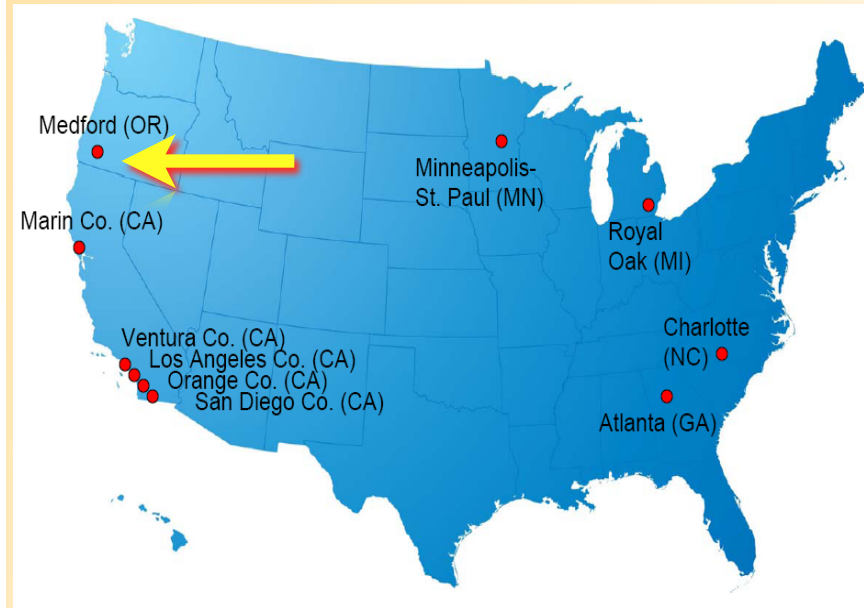 Medford (OR)
Minneapolis-
St. Paul (MN)
Marin Co. (CA)
Royal
Oak (MI)
Ventura Co. (CA)
Los Angeles Co. (CA)
Orange Co. (CA)
San Diego Co. (CA)
Charlotte
(NC)
Atlanta (GA)